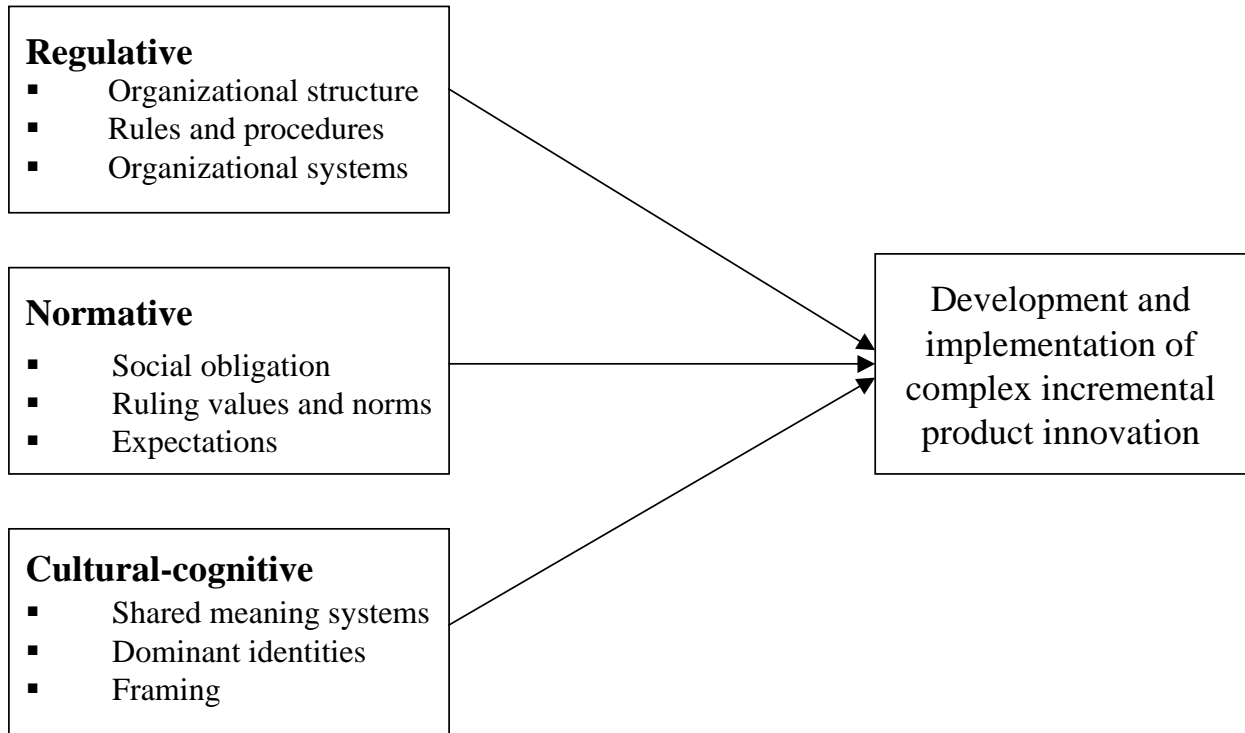 Regulative
▪ Organizational structure
▪ Rules and procedures
▪ Organizational systems
Normative
▪ Social obligation
▪ Ruling values and norms
▪ Expectations
Cultural-cognitive
▪ Shared meaning systems
▪ Dominant identities
▪ Framing
Development and
implementation of
complex incremental
product innovation